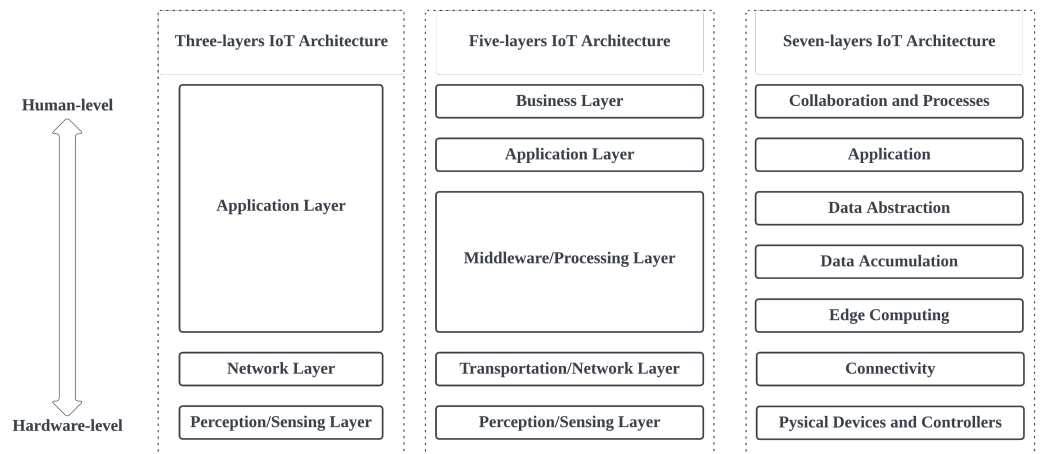 Three-layers IoT Architecture
Five-layers IoT Architecture
Seven-layers IoT Architecture
Human-level
Hardware-level
Application Layer
Network Layer
Perception/Sensing Layer
Business Layer
Application Layer
Middleware/Processing Layer
Transportation/Network Layer
Perception/Sensing Layer
Collaboration and Processes
Application
Data Abstraction
Data Accumulation
Edge Computing
Connectivity
Pysical Devices and Controllers